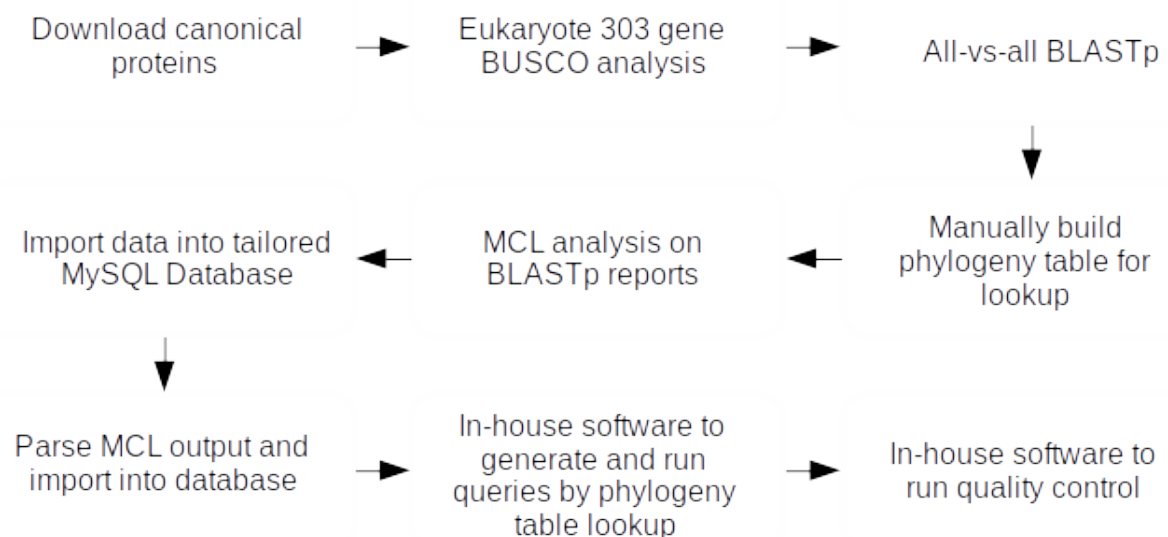 Download canonical
proteins
Eukaryote 303 gene
BUSCO analysis
All-vs-all BLASTp
Manually build
phylogeny table for
lookup
MCL analysis on
BLASTp reports
Import data into tailored
MySQL Database
Parse MCL output and
import into database
In-house software to
generate and run
queries by phylogeny
table lookup
In-house software to
run quality control